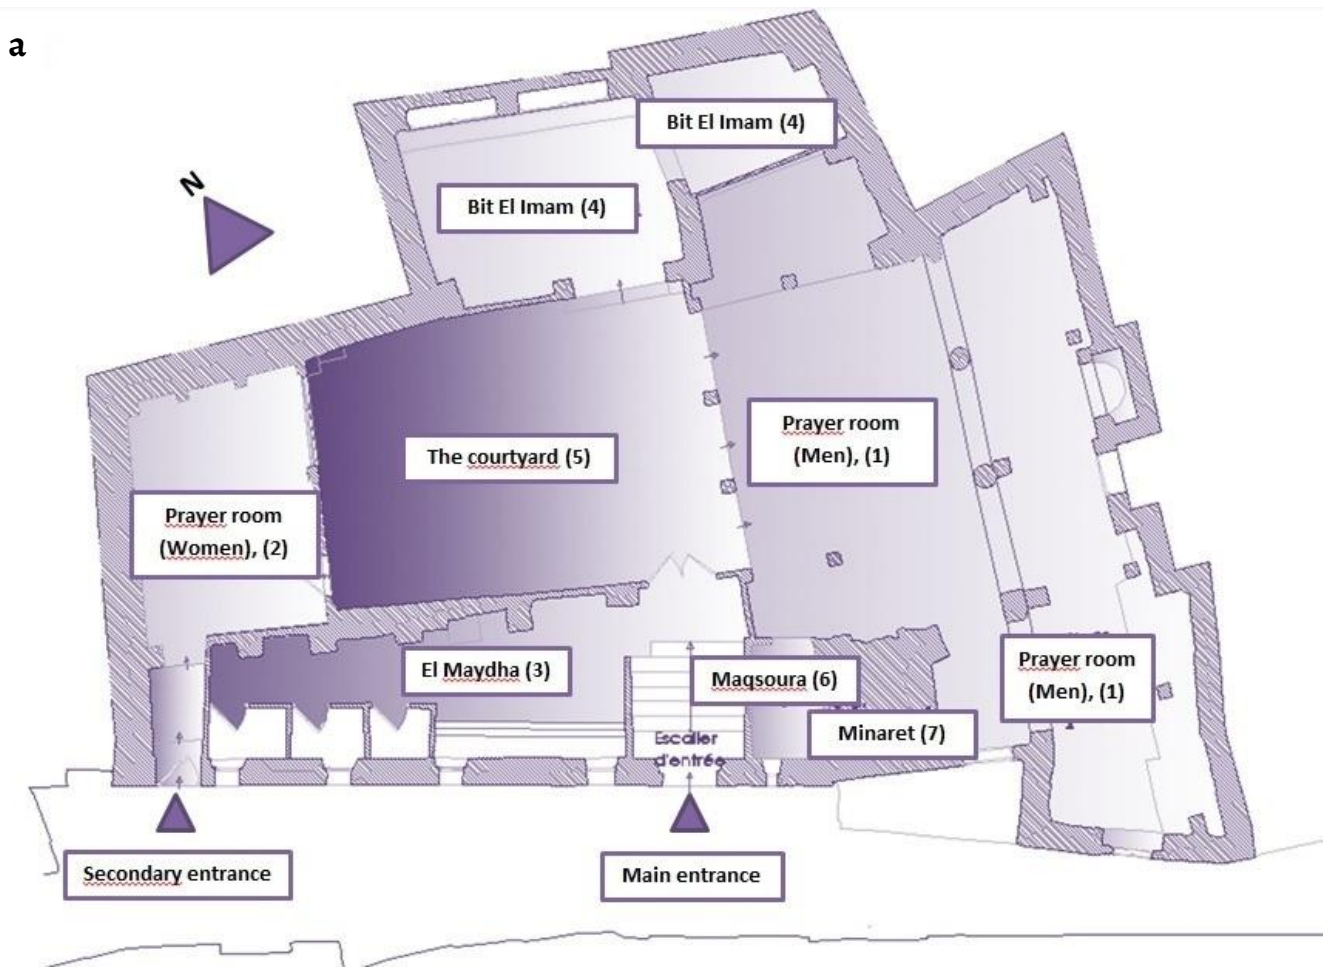 a
Bit El Imam (4)
N
Bit El Imam (4)
Prayer room
(Men), (1)
The courtyard (5)
Prayer room
(Women), (2)
El Maydha (3)
Maqsoura (6)
Prayer room
(Men), (1)
Minaret (7)
Escalier
d'entrée
Secondary entrance
Main entrance